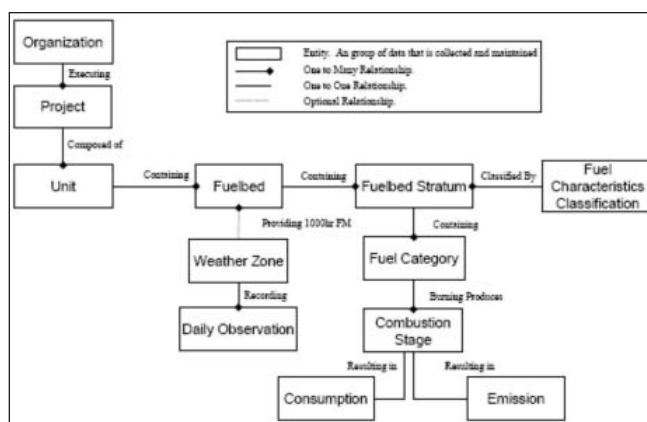 Organization
Entity. An group of data that is collected and maintained
One to Many Relationship.
One to One Relationship.
Optional Relationship.
Executing
Project
Composed of
Unit
Containing
Fuelbed
Containing
Fuelbed Stratum
Classified By
Fuel
Characteristics
Classification
Providing 1000hr FM
Containing
Weather Zone
Fuel Category
Recording
Burning Produces
Daily Observation
Combustion
Stage
Resulting in
Resulting in
Consumption
Emission